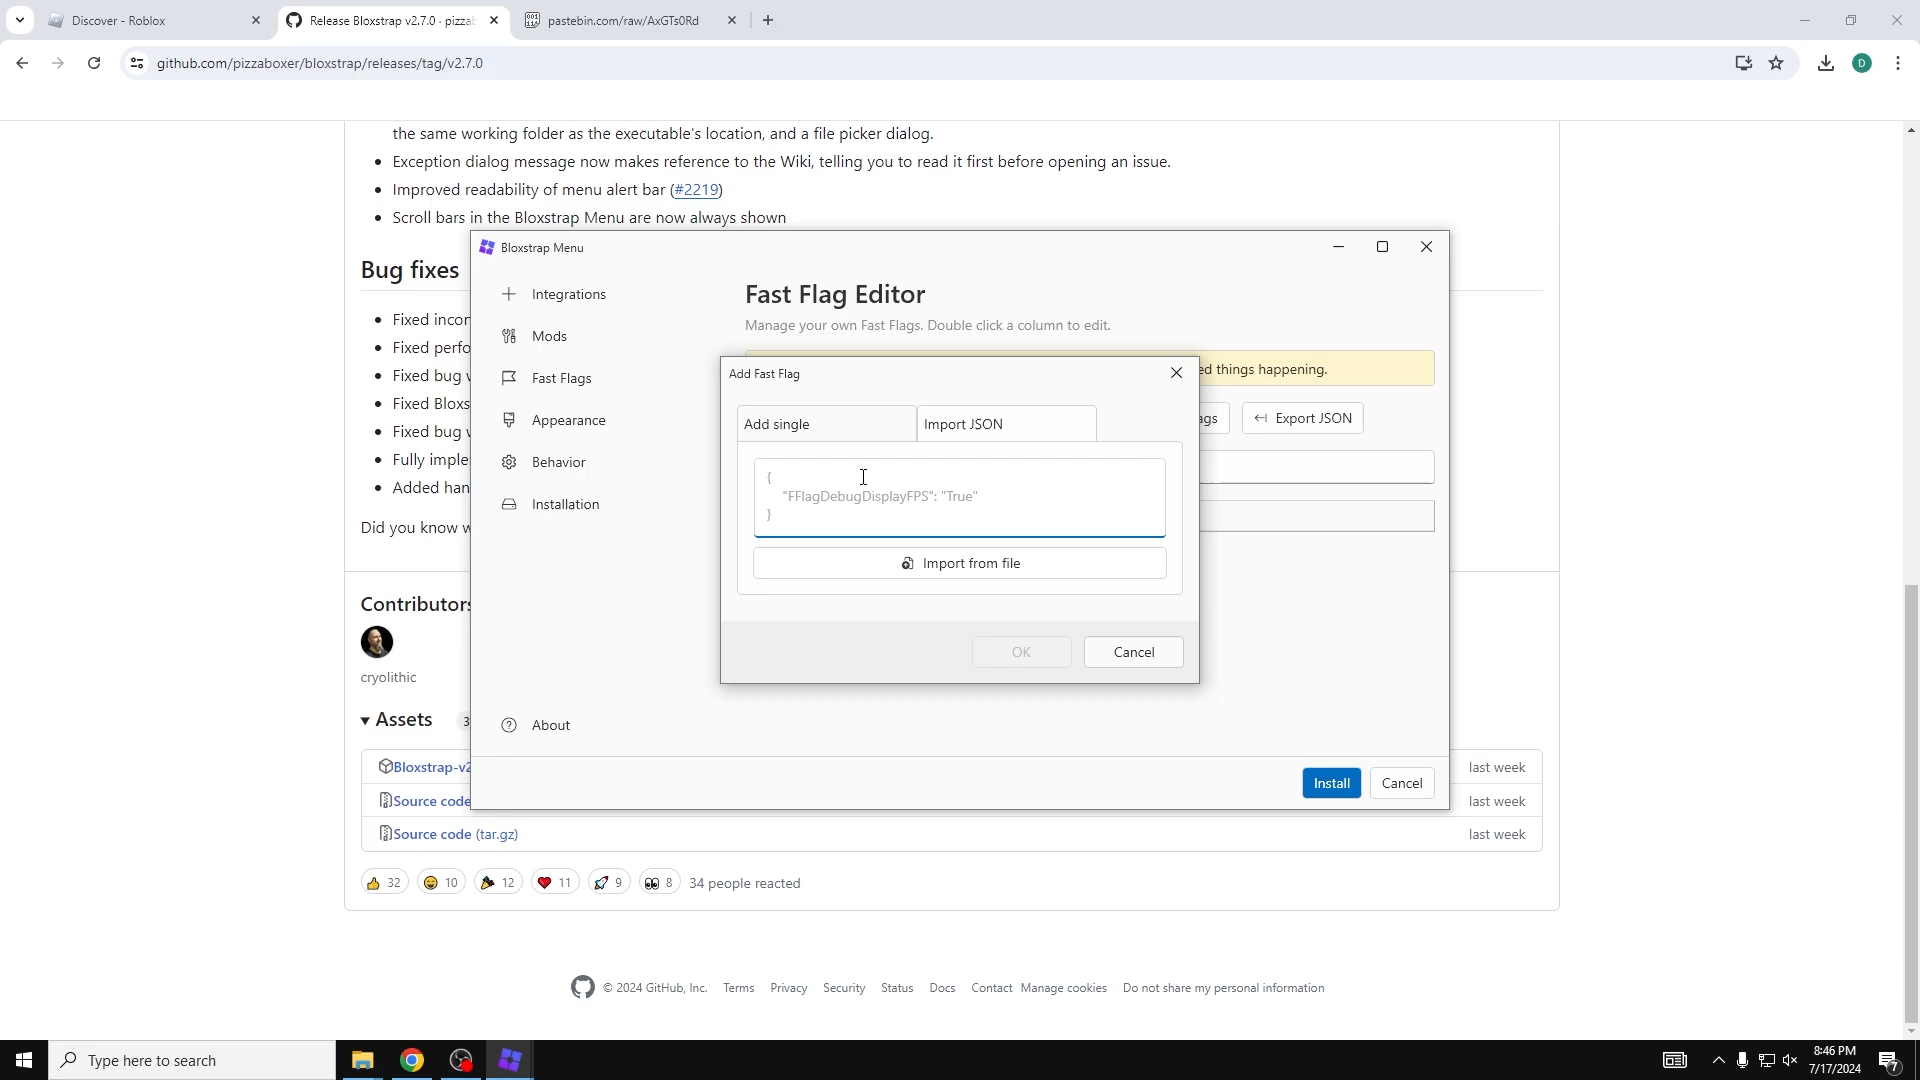 Discover - Roblox
Release Bloxstrap v2.7.0 · pizzab
pastebin.com/raw/AxGTs0Rd
github.com/pizzaboxer/bloxstrap/releases/tag/v2.7.0
D
the same working folder as the executable's location, and a file picker dialog.
Exception dialog message now makes reference to the Wiki, telling you to read it first before opening an issue.
Improved readability of menu alert bar (#2219)
Scroll bars in the Bloxstrap Menu are now always shown
Bug fixes
Fixed incor
Fixed perfo
Fixed bug w
Fixed Bloxs
Fixed bug w
Fully imple
Added han
Did you know w
Contributors
cryolithic
Assets 3
Bloxstrap-v2 last week
Source code last week
Source code (tar.gz) last week
32 10 12 11 9 8 34 people reacted
© 2024 GitHub, Inc. Terms Privacy Security Status Docs Contact Manage cookies Do not share my personal information
Bloxstrap Menu
Integrations
Mods
Fast Flags
Appearance
Behavior
Installation
About
Fast Flag Editor
Manage your own Fast Flags. Double click a column to edit.
ed things happening.
ags
Export JSON
Add Fast Flag
Add single
Import JSON
{
"FFlagDebugDisplayFPS": "True"
}
Import from file
OK
Cancel
Install
Cancel
Type here to search
8:46 PM
7/17/2024
7